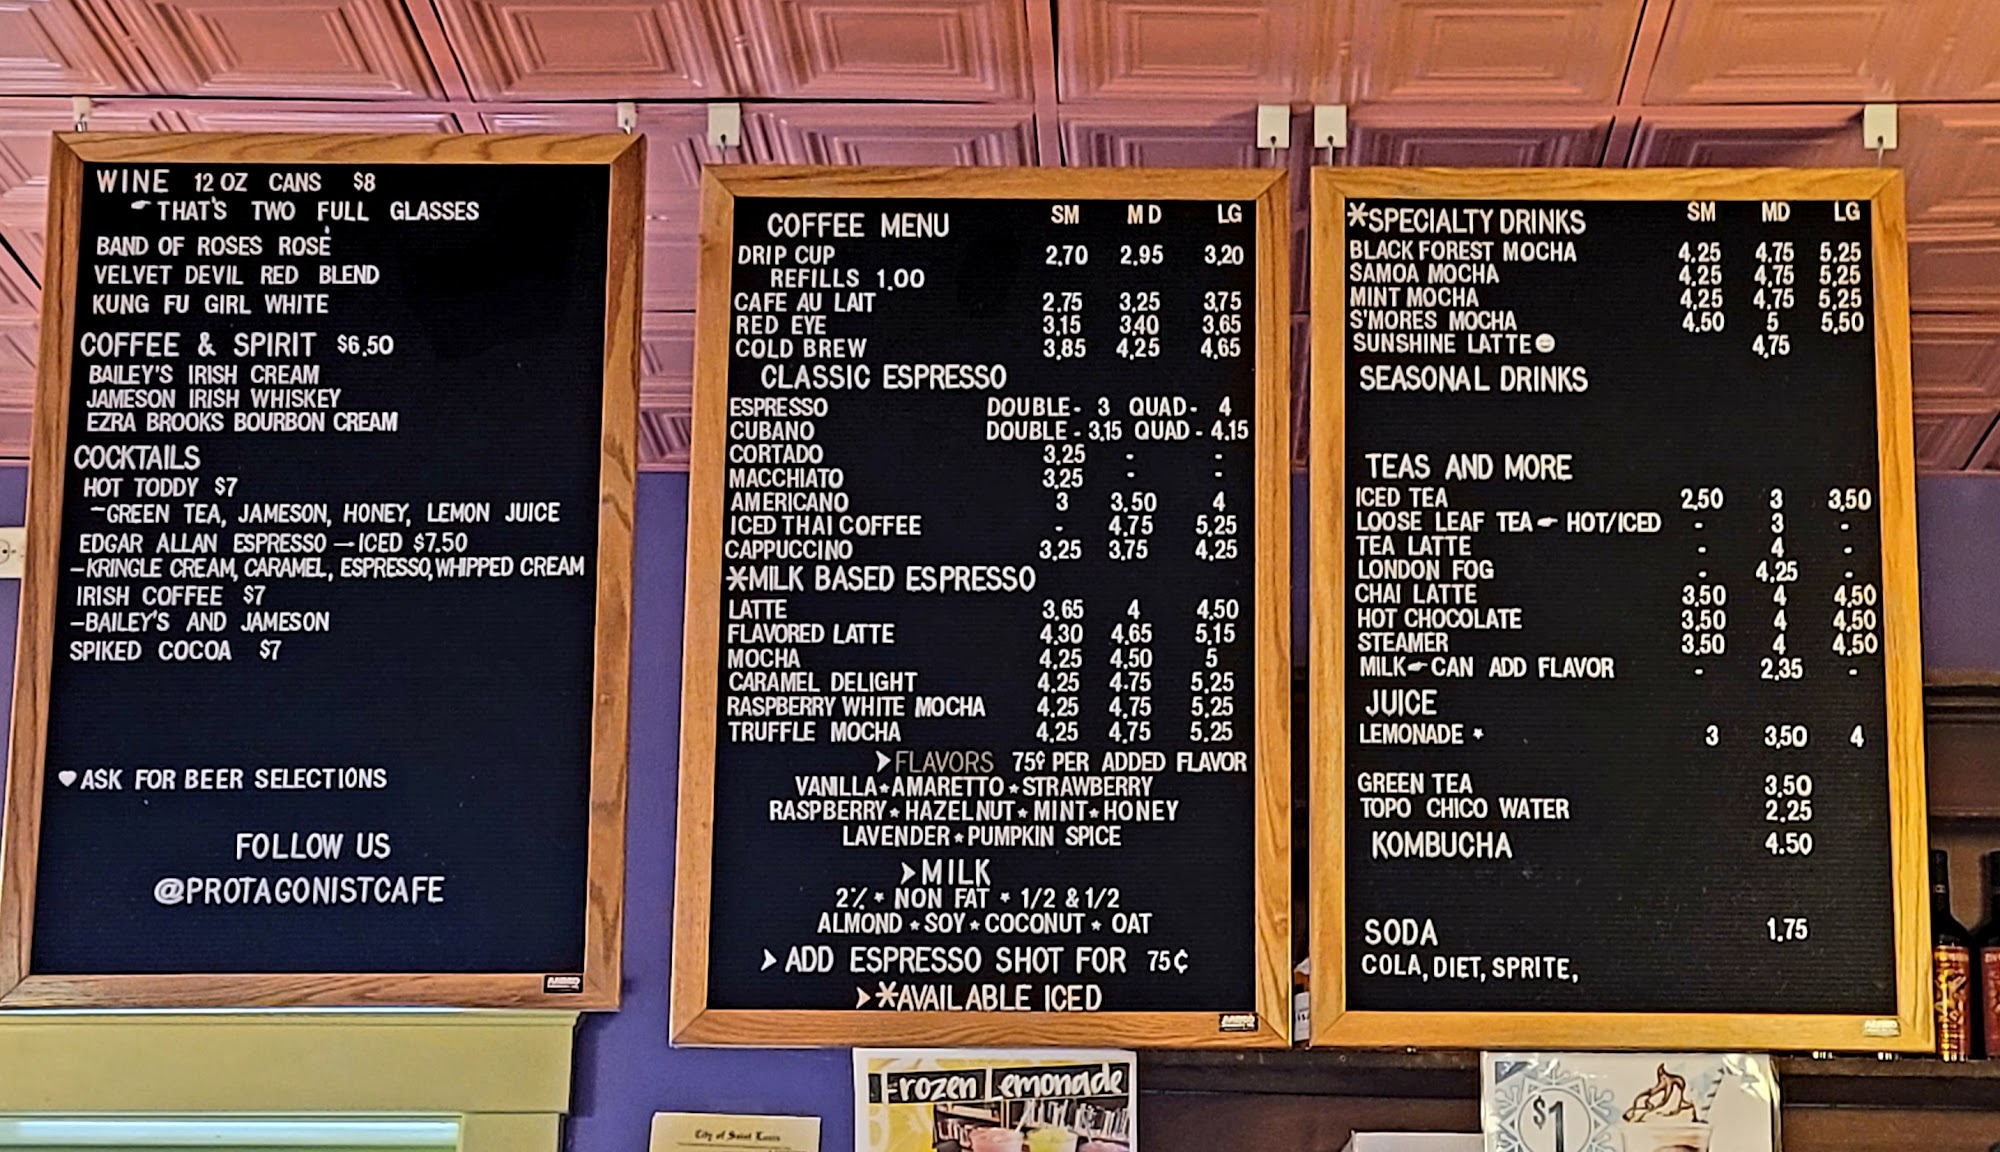 WINE 12 OZ CANS $8
THAT'S TWO FULL GLASSES
BAND OF ROSES ROSÉ
VELVET DEVIL RED BLEND
KUNG FU GIRL WHITE
COFFEE & SPIRIT $6.50
BAILEY'S IRISH CREAM
JAMESON IRISH WHISKEY
EZRA BROOKS BOURBON CREAM
COCKTAILS
HOT TODDY $7
-GREEN TEA, JAMESON, HONEY, LEMON JUICE
EDGAR ALLAN ESPRESSO - ICED $7.50
-KRINGLE CREAM, CARAMEL, ESPRESSO, WHIPPED CREAM
IRISH COFFEE $7
-BAILEY'S AND JAMESON
SPIKED COCOA $7
♥ASK FOR BEER SELECTIONS
FOLLOW US
@PROTAGONISTCAFE
COFFEE MENU SM MD LG
DRIP CUP 2.70 2.95 3.20
REFILLS 1.00
CAFE AU LAIT 2.75 3.25 3.75
RED EYE 3.15 3.40 3.65
COLD BREW 3.85 4.25 4.65
CLASSIC ESPRESSO
ESPRESSO DOUBLE - 3 QUAD - 4
CUBANO DOUBLE - 3.15 QUAD - 4.15
CORTADO 3.25 - -
MACCHIATO 3.25 - -
AMERICANO 3 3.50 4
ICED THAI COFFEE - 4.75 5.25
CAPPUCCINO 3.25 3.75 4.25
*MILK BASED ESPRESSO
LATTE 3.65 4 4.50
FLAVORED LATTE 4.30 4.65 5.15
MOCHA 4.25 4.50 5
CARAMEL DELIGHT 4.25 4.75 5.25
RASPBERRY WHITE MOCHA 4.25 4.75 5.25
TRUFFLE MOCHA 4.25 4.75 5.25
FLAVORS 75¢ PER ADDED FLAVOR
VANILLA★AMARETTO★STRAWBERRY
RASPBERRY★HAZELNUT★MINT★HONEY
LAVENDER★PUMPKIN SPICE
MILK
2% ★ NON FAT ★ 1/2 & 1/2
ALMOND ★ SOY ★ COCONUT ★ OAT
ADD ESPRESSO SHOT FOR 75¢
*AVAILABLE ICED
*SPECIALTY DRINKS SM MD LG
BLACK FOREST MOCHA 4.25 4.75 5.25
SAMOA MOCHA 4.25 4.75 5.25
MINT MOCHA 4.25 4.75 5.25
S'MORES MOCHA 4.50 5 5.50
SUNSHINE LATTE 4.75
SEASONAL DRINKS
TEAS AND MORE
ICED TEA 2.50 3 3.50
LOOSE LEAF TEA HOT/ICED - 3 -
TEA LATTE - 4 -
LONDON FOG - 4.25 -
CHAI LATTE 3.50 4 4.50
HOT CHOCOLATE 3.50 4 4.50
STEAMER 3.50 4 4.50
MILK CAN ADD FLAVOR - 2.35 -
JUICE
LEMONADE ★ 3 3.50 4
GREEN TEA 3.50
TOPO CHICO WATER 2.25
KOMBUCHA 4.50
SODA 1.75
COLA, DIET, SPRITE,
Frozen Lemonade
City of Saint Louis
$1